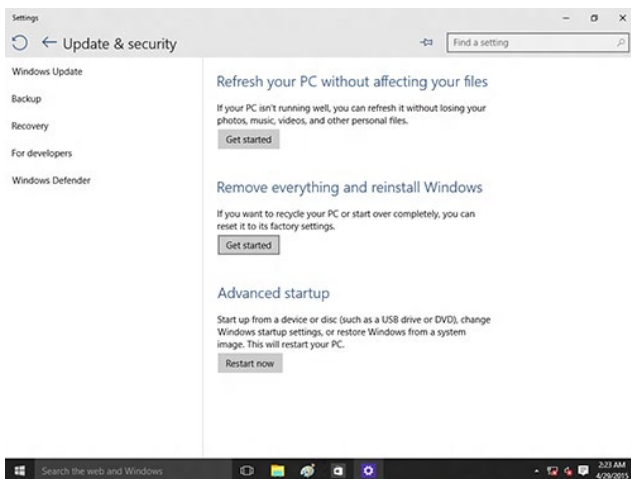 Settings
Update & security
Find a setting
Windows Update
Backup
Recovery
For developers
Windows Defender
Refresh your PC without affecting your files
If your PC isn't running well, you can refresh it without losing your
photos, music, videos, and other personal files.
Get started
Remove everything and reinstall Windows
If you want to recycle your PC or start over completely, you can
reset it to its factory settings.
Get started
Advanced startup
Start up from a device or disc (such as a USB drive or DVD), change
Windows startup settings, or restore Windows from a system
image. This will restart your PC.
Restart now
Search the web and Windows
2:23 AM
4/29/2015